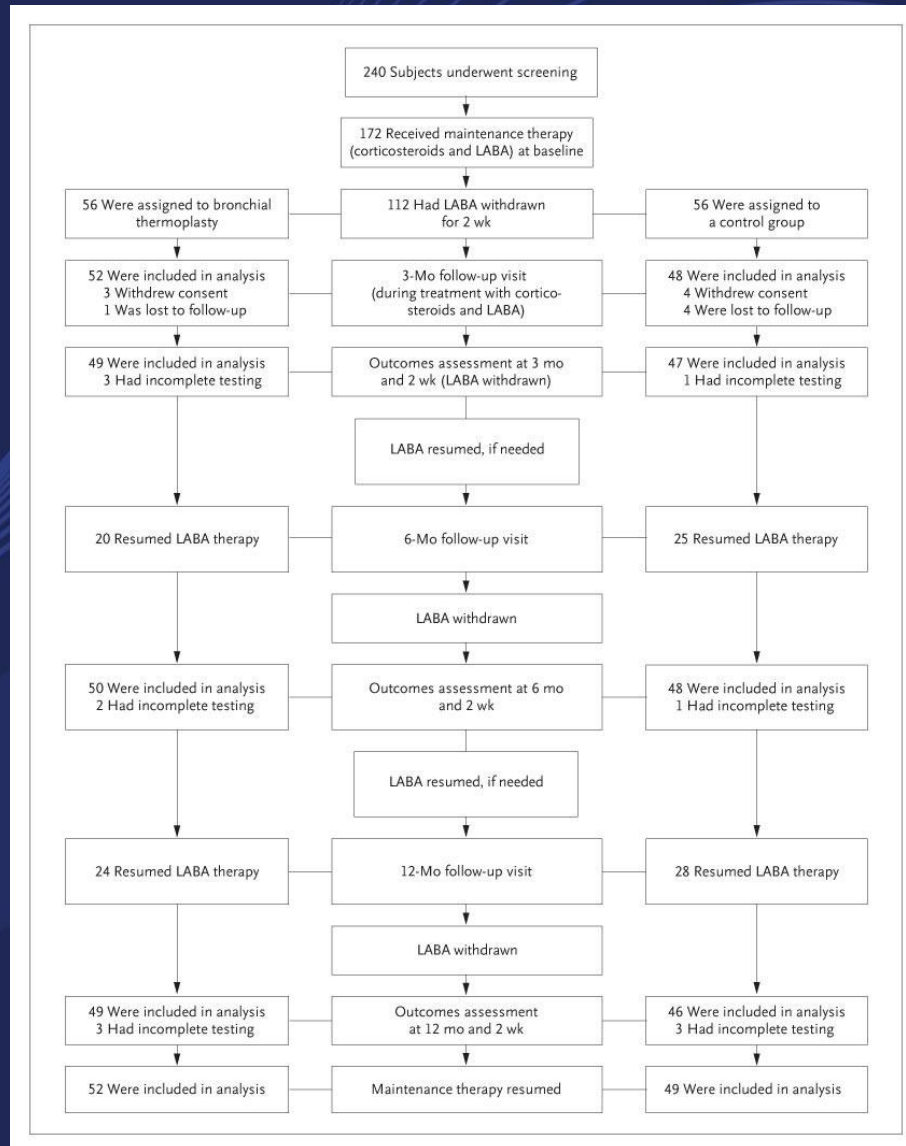 240 Subjects underwent screening
172 Received maintenance therapy
(corticosteroids and LABA) at baseline
56 Were assigned to bronchial
thermoplasty
112 Had LABA withdrawn
for 2 wk
56 Were assigned to
a control group
52 Were included in analysis
3 Withdrew consent
1 Was lost to follow-up
3-Mo follow-up visit
(during treatment with cortico-
steroids and LABA)
48 Were included in analysis
4 Withdrew consent
4 Were lost to follow-up
49 Were included in analysis
3 Had incomplete testing
Outcomes assessment at 3 mo
and 2 wk (LABA withdrawn)
47 Were included in analysis
1 Had incomplete testing
LABA resumed, if needed
20 Resumed LABA therapy
6-Mo follow-up visit
25 Resumed LABA therapy
LABA withdrawn
50 Were included in analysis
2 Had incomplete testing
Outcomes assessment at 6 mo
and 2 wk
48 Were included in analysis
1 Had incomplete testing
LABA resumed, if needed
24 Resumed LABA therapy
12-Mo follow-up visit
28 Resumed LABA therapy
LABA withdrawn
49 Were included in analysis
3 Had incomplete testing
Outcomes assessment
at 12 mo and 2 wk
46 Were included in analysis
3 Had incomplete testing
52 Were included in analysis
Maintenance therapy resumed
49 Were included in analysis